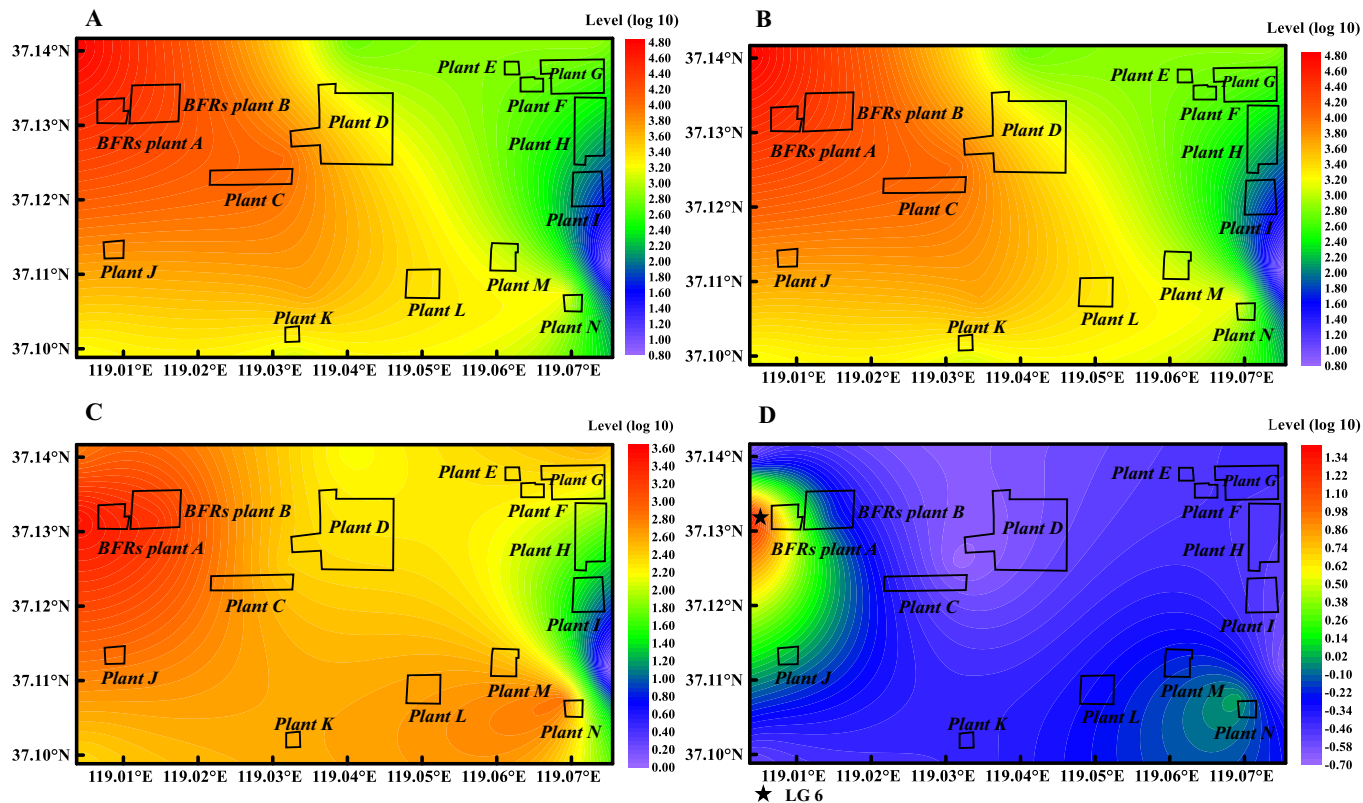 A
Level (log 10)
37.14°N
37.13°N
37.12°N
37.11°N
37.10°N
119.01°E 119.02°E 119.03°E 119.04°E 119.05°E 119.06°E 119.07°E
Plant E
Plant G
Plant F
BFRs plant B
BFRs plant A
Plant D
Plant H
Plant C
Plant I
Plant J
Plant M
Plant L
Plant K
Plant N
4.80
4.60
4.40
4.20
4.00
3.80
3.60
3.40
3.20
3.00
2.80
2.60
2.40
2.20
2.00
1.80
1.60
1.40
1.20
1.00
0.80
B
Level (log 10)
37.14°N
37.13°N
37.12°N
37.11°N
37.10°N
119.01°E 119.02°E 119.03°E 119.04°E 119.05°E 119.06°E 119.07°E
Plant E
Plant G
Plant F
BFRs plant B
BFRs plant A
Plant D
Plant H
Plant C
Plant I
Plant J
Plant M
Plant L
Plant K
Plant N
4.80
4.60
4.40
4.20
4.00
3.80
3.60
3.40
3.20
3.00
2.80
2.60
2.40
2.20
2.00
1.80
1.60
1.40
1.20
1.00
0.80
C
Level (log 10)
37.14°N
37.13°N
37.12°N
37.11°N
37.10°N
119.01°E 119.02°E 119.03°E 119.04°E 119.05°E 119.06°E 119.07°E
Plant E
Plant G
Plant F
BFRs plant B
BFRs plant A
Plant D
Plant H
Plant C
Plant I
Plant J
Plant M
Plant L
Plant K
Plant N
3.60
3.40
3.20
3.00
2.80
2.60
2.40
2.20
2.00
1.80
1.60
1.40
1.20
1.00
0.80
0.60
0.40
0.20
0.00
D
Level (log 10)
37.14°N
37.13°N
37.12°N
37.11°N
37.10°N
119.01°E 119.02°E 119.03°E 119.04°E 119.05°E 119.06°E 119.07°E
Plant E
Plant G
Plant F
BFRs plant B
BFRs plant A
Plant D
Plant H
Plant C
Plant I
Plant J
Plant M
Plant L
Plant K
Plant N
1.34
1.22
1.10
0.98
0.86
0.74
0.62
0.50
0.38
0.26
0.14
0.02
-0.10
-0.22
-0.34
-0.46
-0.58
-0.70
★ LG 6